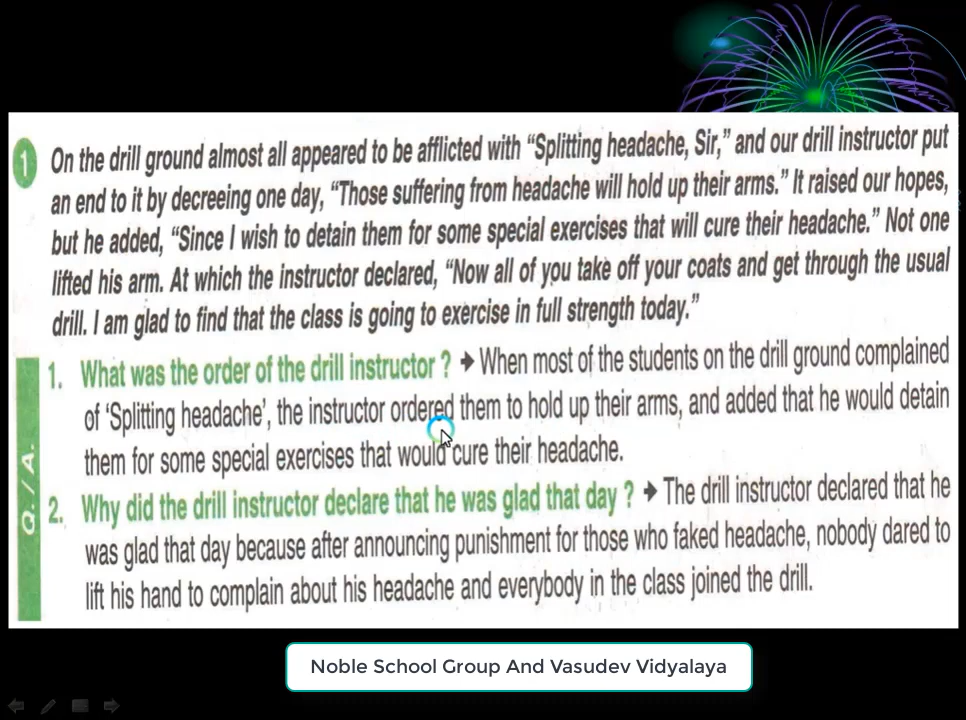 1 On the drill ground almost all appeared to be afflicted with “Splitting headache, Sir,” and our drill instructor put
an end to it by decreeing one day, “Those suffering from headache will hold up their arms.” It raised our hopes,
but he added, “Since I wish to detain them for some special exercises that will cure their headache.” Not one
lifted his arm. At which the instructor declared, “Now all of you take off your coats and get through the usual
drill. I am glad to find that the class is going to exercise in full strength today.”
Q. / A.
1. What was the order of the drill instructor ? ➜ When most of the students on the drill ground complained
of ‘Splitting headache’, the instructor ordered them to hold up their arms, and added that he would detain
them for some special exercises that would cure their headache.
2. Why did the drill instructor declare that he was glad that day ? ➜ The drill instructor declared that he
was glad that day because after announcing punishment for those who faked headache, nobody dared to
lift his hand to complain about his headache and everybody in the class joined the drill.
Noble School Group And Vasudev Vidyalaya